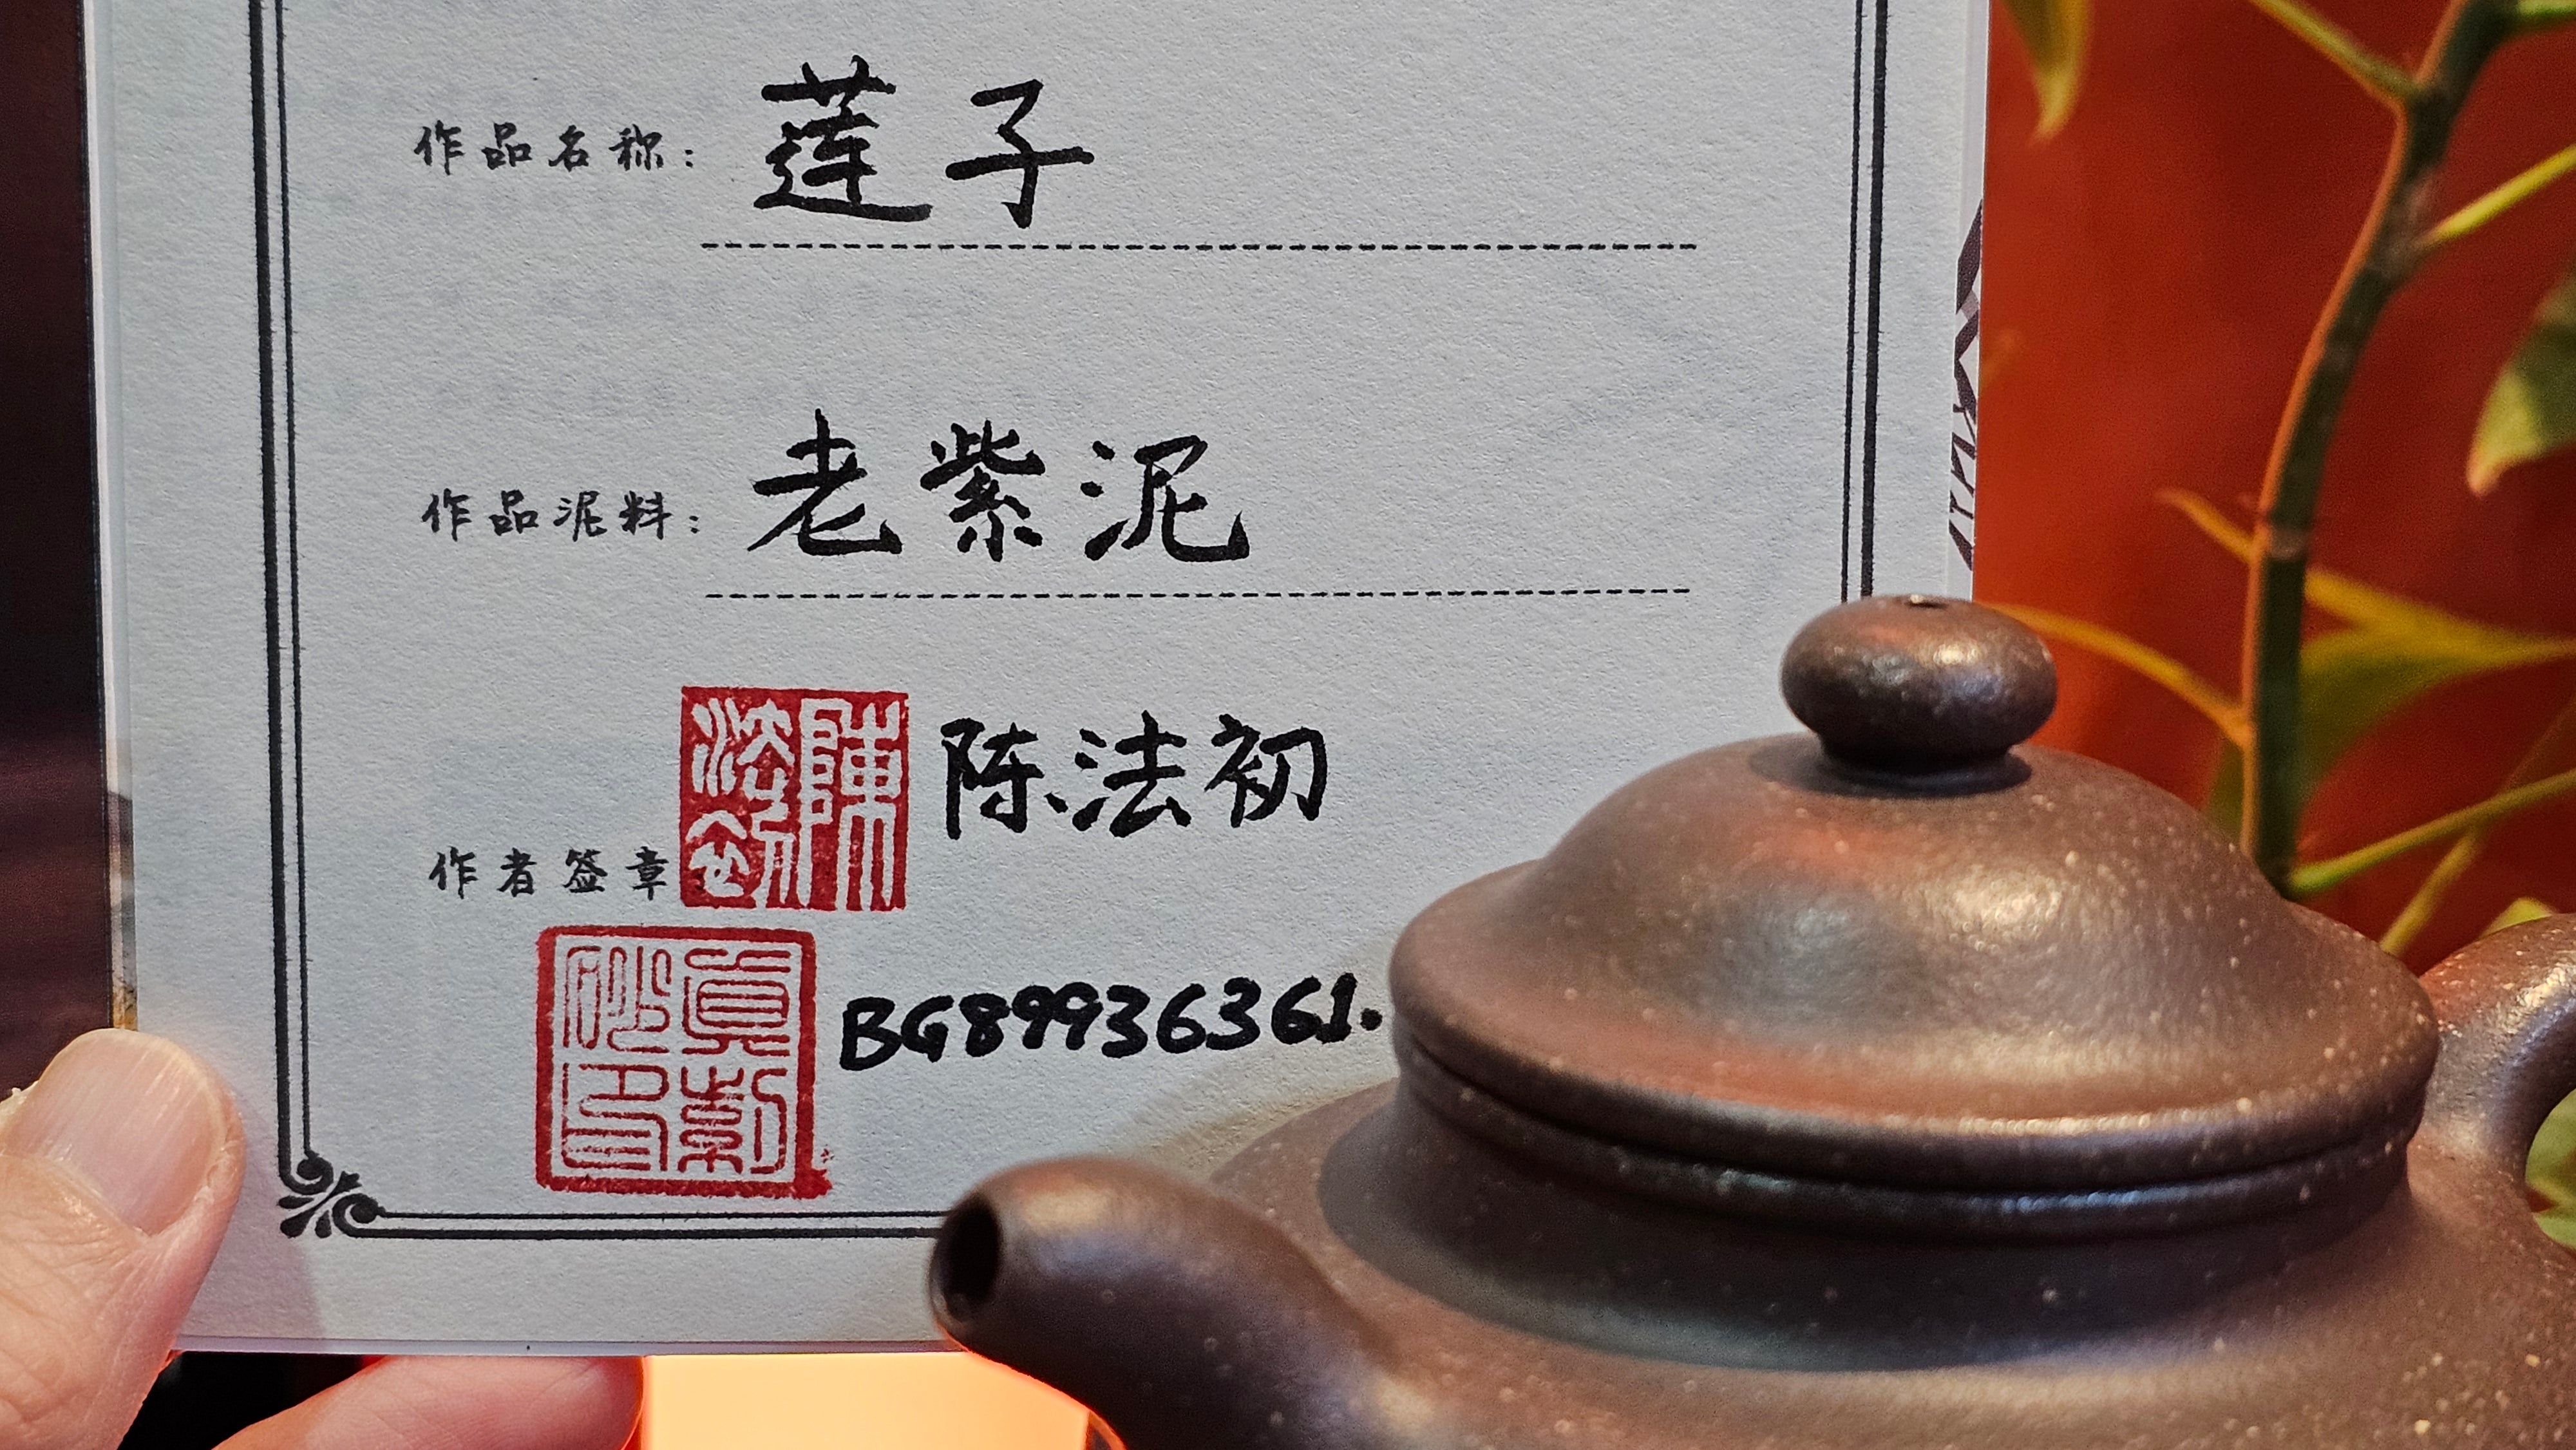 作品名称: 莲子
作品泥料: 老紫泥
陈法初
作者签章
BG89936361.